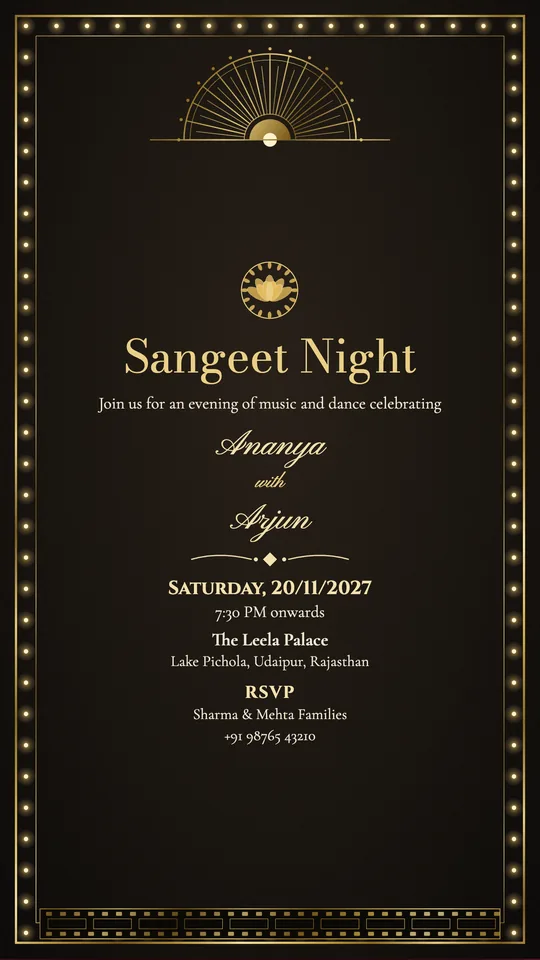 Sangeet Night
Join us for an evening of music and dance celebrating
Ananya
with
Arjun
Saturday, 20/11/2027
7:30 PM onwards
The Leela Palace
Lake Pichola, Udaipur, Rajasthan
RSVP
Sharma & Mehta Families
+91 98765 43210